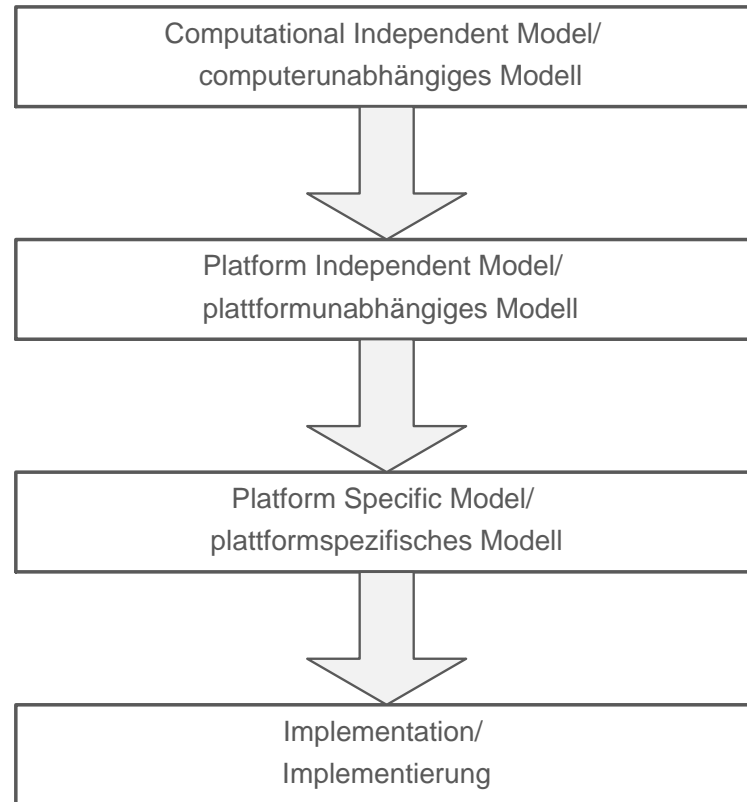 Computational Independent Model/
computerunabhängiges Modell
Platform Independent Model/
plattformunabhängiges Modell
Platform Specific Model/
plattformspezifisches Modell
Implementation/
Implementierung